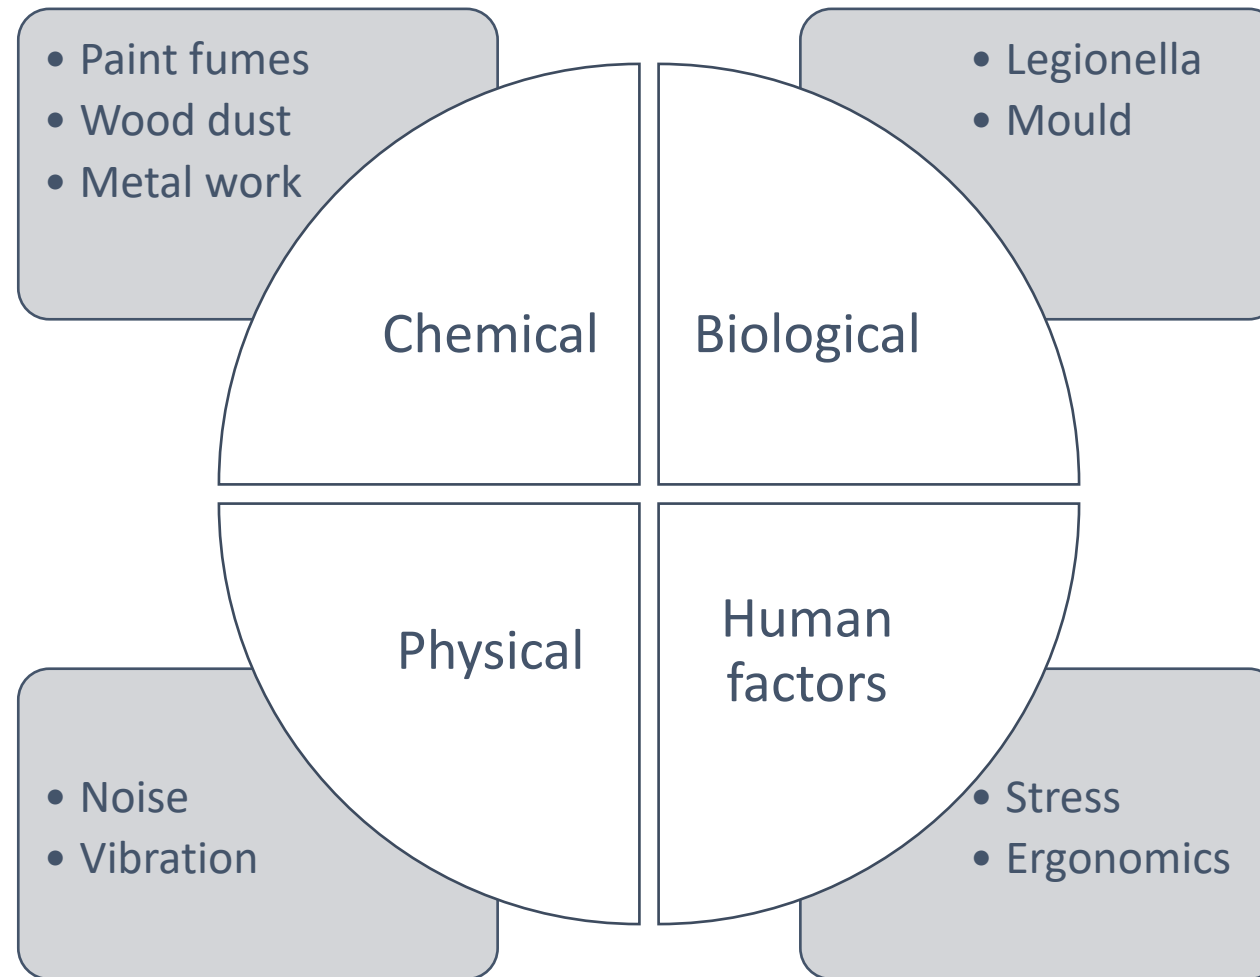 • Paint fumes
• Wood dust
• Metal work
• Legionella
• Mould
Chemical
Biological
Physical
Human
factors
• Noise
• Vibration
• Stress
• Ergonomics